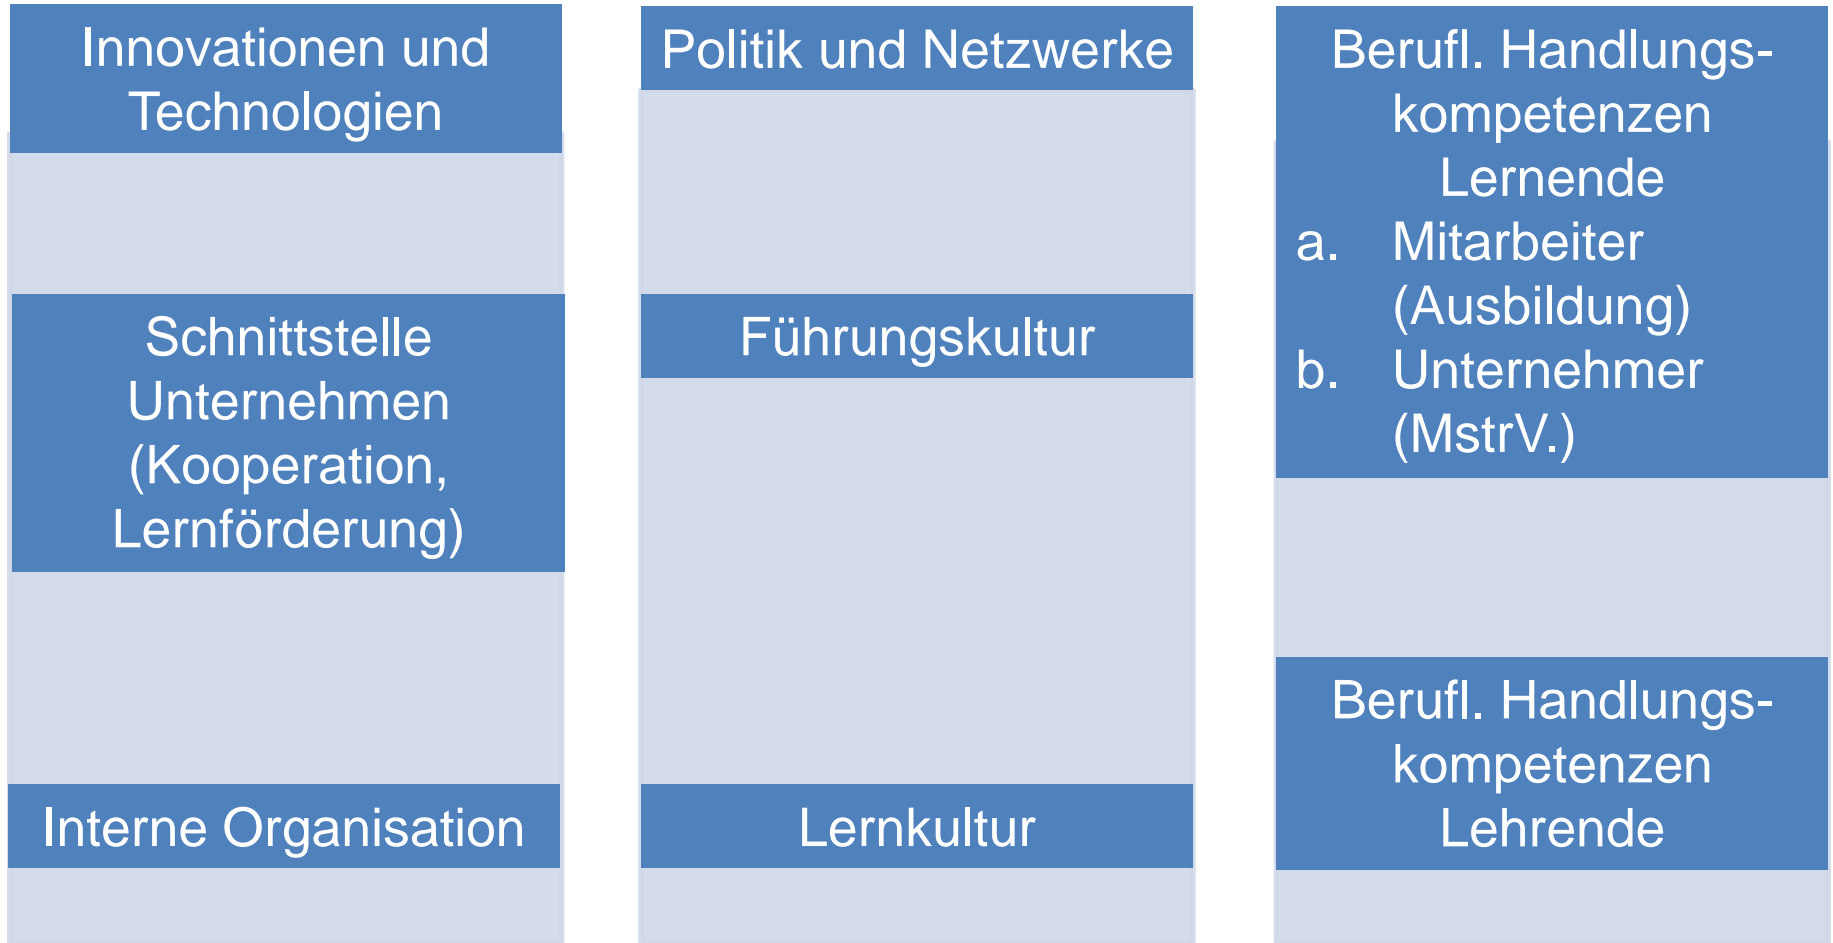 Innovationen und
Technologien
Schnittstelle
Unternehmen
(Kooperation,
Lernförderung)
Interne Organisation
Politik und Netzwerke
Führungskultur
Lernkultur
Berufl. Handlungs-
kompetenzen
Lernende
a. Mitarbeiter
(Ausbildung)
b. Unternehmer
(MstrV.)
Berufl. Handlungs-
kompetenzen
Lehrende